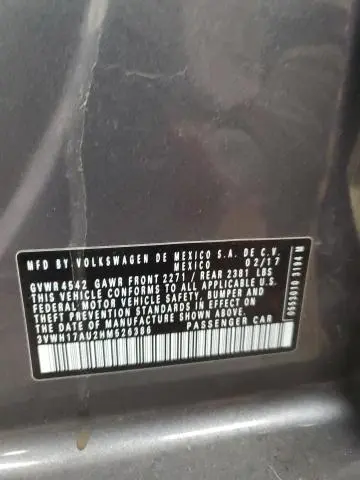 MFD BY VOLKSWAGEN DE MEXICO S.A. DE C.V.
MEXICO 02/17
GVWR 4542 GAWR FRONT 2271 / REAR 2381 LBS
THIS VEHICLE CONFORMS TO ALL APPLICABLE U.S.
FEDERAL MOTOR VEHICLE SAFETY, BUMPER AND
THEFT PREVENTION STANDARDS IN EFFECT ON
THE DATE OF MANUFACTURE SHOWN ABOVE.
3VWH17AU2HM526386 PASSENGER CAR